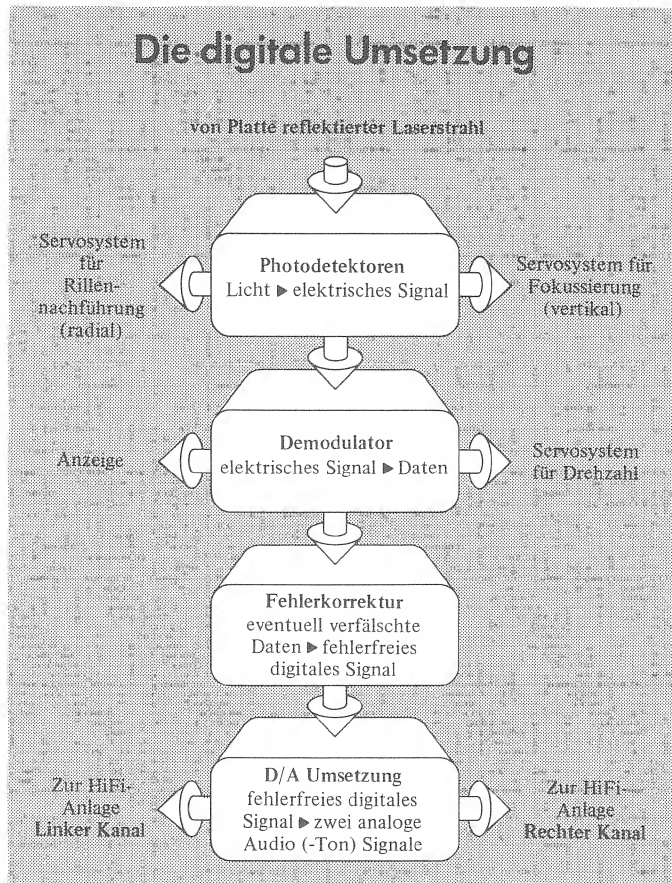 Die digitale Umsetzung
von Platte reflektierter Laserstrahl
Servosystem
für
Rillen-
nachführung
(radial)
Photodetektoren
Licht ▶ elektrisches Signal
Servosystem für
Fokussierung
(vertikal)
Anzeige
Demodulator
elektrisches Signal ▶ Daten
Servosystem
für Drehzahl
Fehlerkorrektur
eventuell verfälschte
Daten ▶ fehlerfreies
digitales Signal
Zur HiFi-
Anlage
Linker Kanal
D/A Umsetzung
fehlerfreies digitales
Signal ▶ zwei analoge
Audio (-Ton) Signale
Zur HiFi-
Anlage
Rechter Kanal